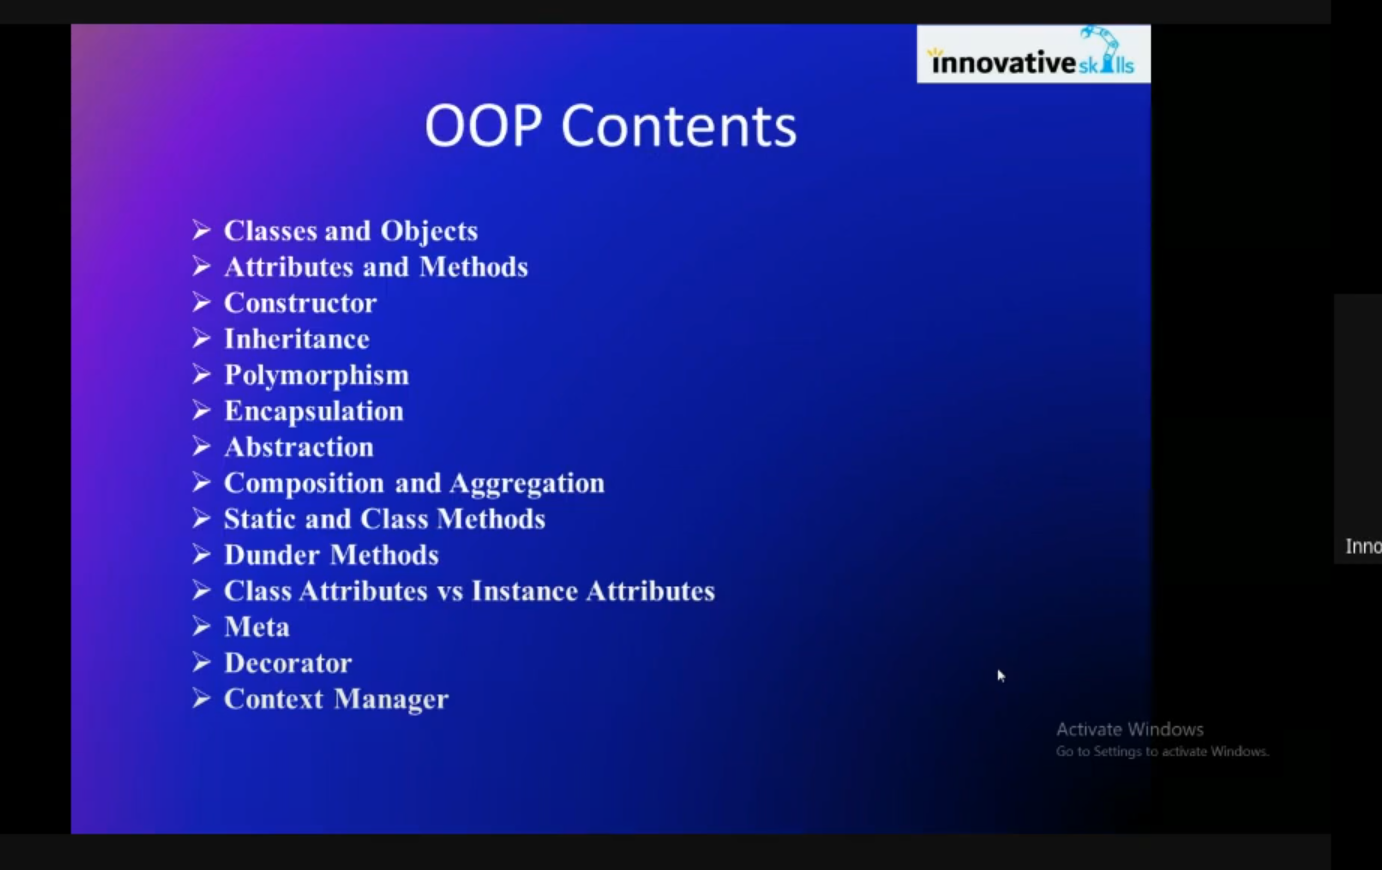 innovative skills
OOP Contents
➢ Classes and Objects
➢ Attributes and Methods
➢ Constructor
➢ Inheritance
➢ Polymorphism
➢ Encapsulation
➢ Abstraction
➢ Composition and Aggregation
➢ Static and Class Methods
➢ Dunder Methods
➢ Class Attributes vs Instance Attributes
➢ Meta
➢ Decorator
➢ Context Manager
Activate Windows
Go to Settings to activate Windows.
Inno